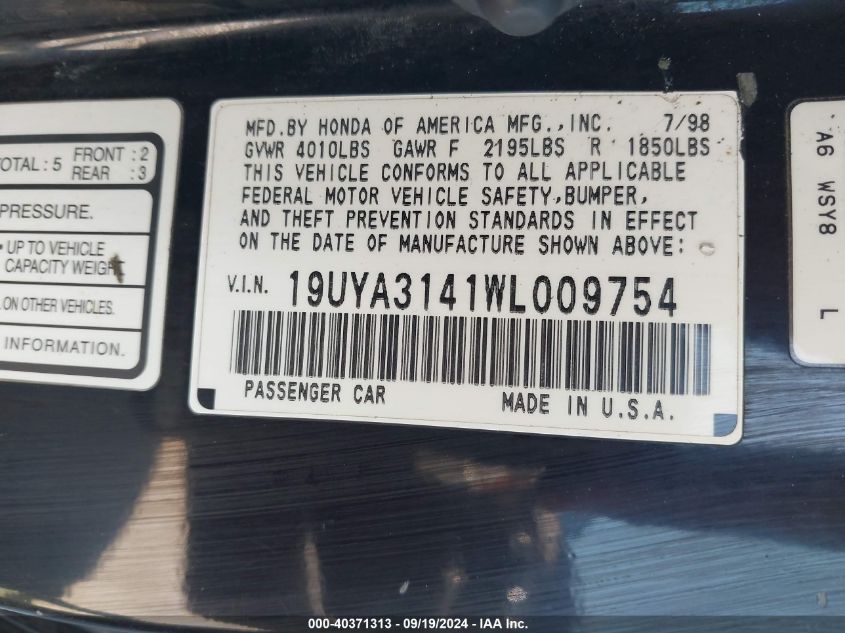 TOTAL : 5 FRONT : 2
REAR : 3
PRESSURE.
• UP TO VEHICLE
CAPACITY WEIGHT
ON OTHER VEHICLES.
INFORMATION.
MFD.BY HONDA OF AMERICA MFG.,INC. 7/98
GVWR 4010LBS GAWR F 2195LBS R 1850LBS
THIS VEHICLE CONFORMS TO ALL APPLICABLE
FEDERAL MOTOR VEHICLE SAFETY,BUMPER,
AND THEFT PREVENTION STANDARDS IN EFFECT
ON THE DATE OF MANUFACTURE SHOWN ABOVE:
V.I.N. 19UYA3141WL009754
PASSENGER CAR MADE IN U.S.A.
A6 WSY8 L
000-40371313 - 09/19/2024 - IAA Inc.